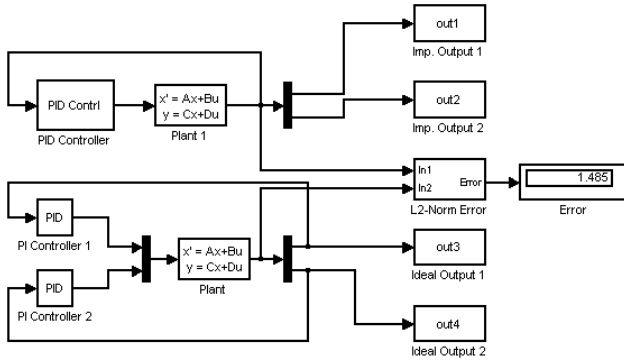 out1
Imp. Output 1
PID Contrl
PID Controller
x' = Ax+Bu
y = Cx+Du
Plant 1
out2
Imp. Output 2
In1
In2
Error
L2-Norm Error
1.485
Error
PID
PI Controller 1
x' = Ax+Bu
y = Cx+Du
Plant
out3
Ideal Output 1
PID
PI Controller 2
out4
Ideal Output 2